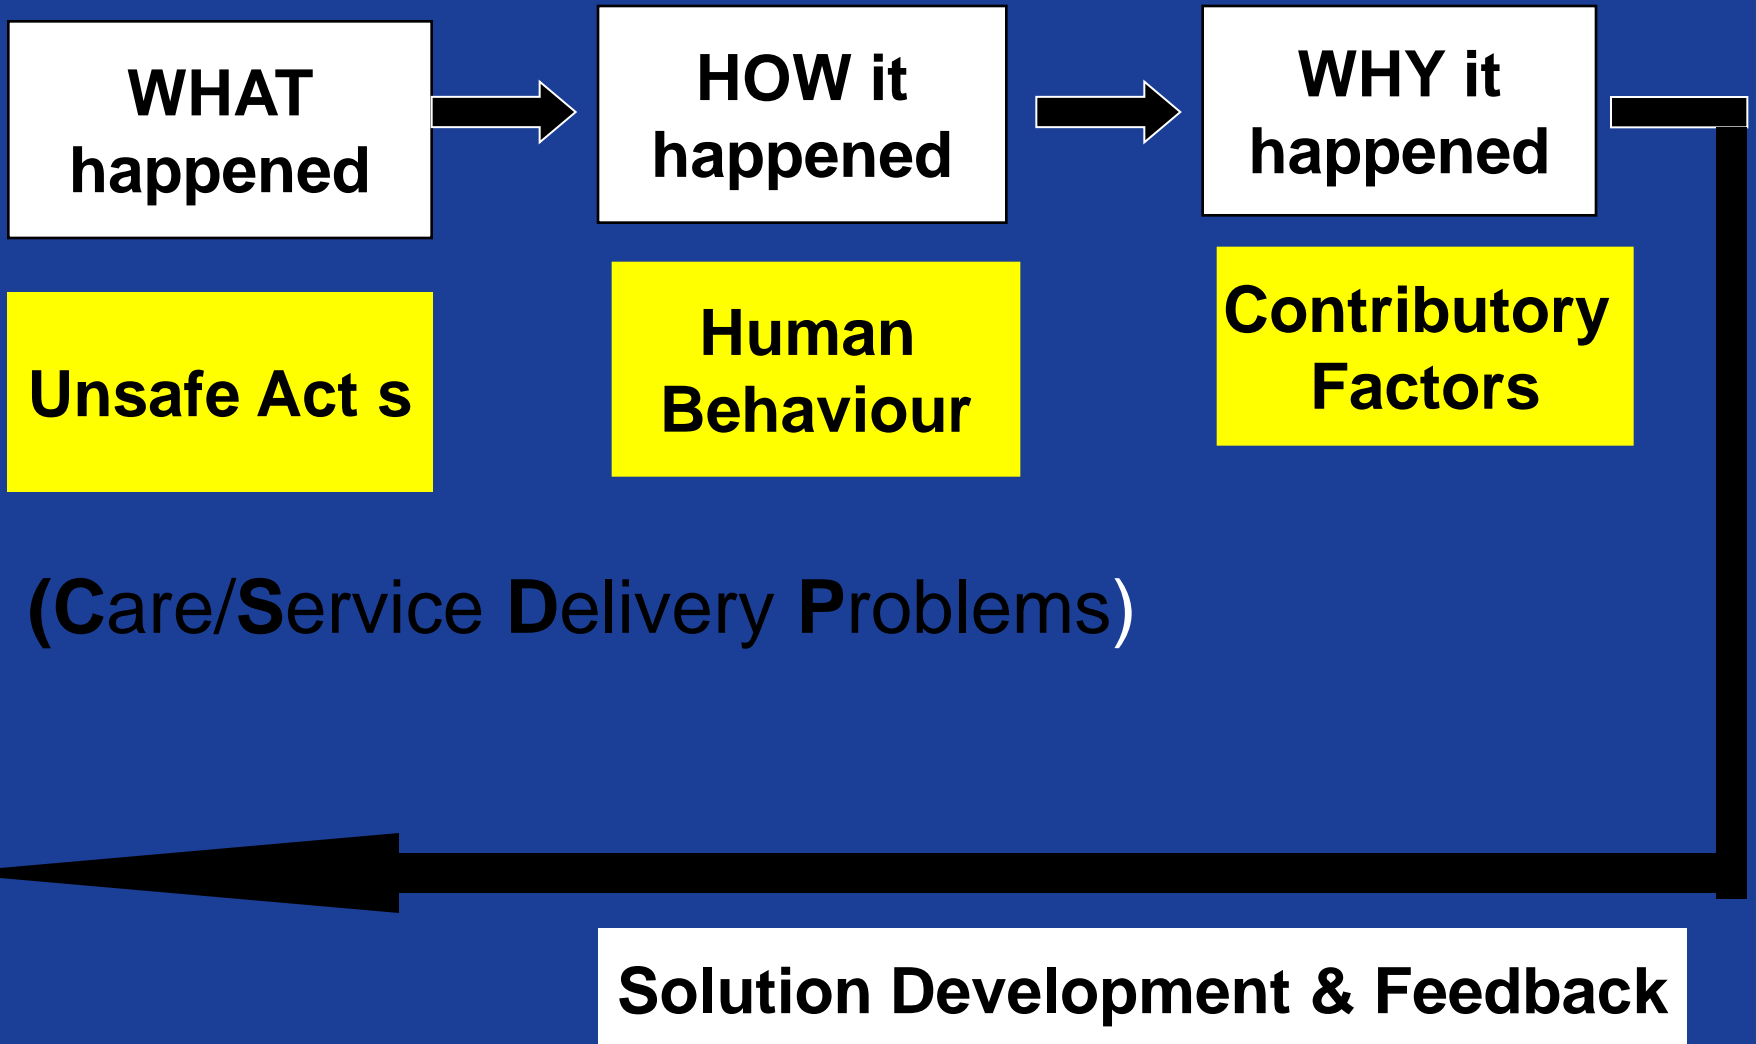 WHAT
happened
HOW it
happened
WHY it
happened
Unsafe Act s
Human
Behaviour
Contributory
Factors
(Care/Service Delivery Problems)
Solution Development & Feedback